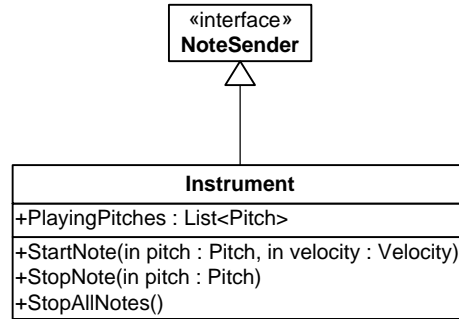 «interface»
NoteSender
Instrument
+PlayingPitches : List<Pitch>
+StartNote(in pitch : Pitch, in velocity : Velocity)
+StopNote(in pitch : Pitch)
+StopAllNotes()